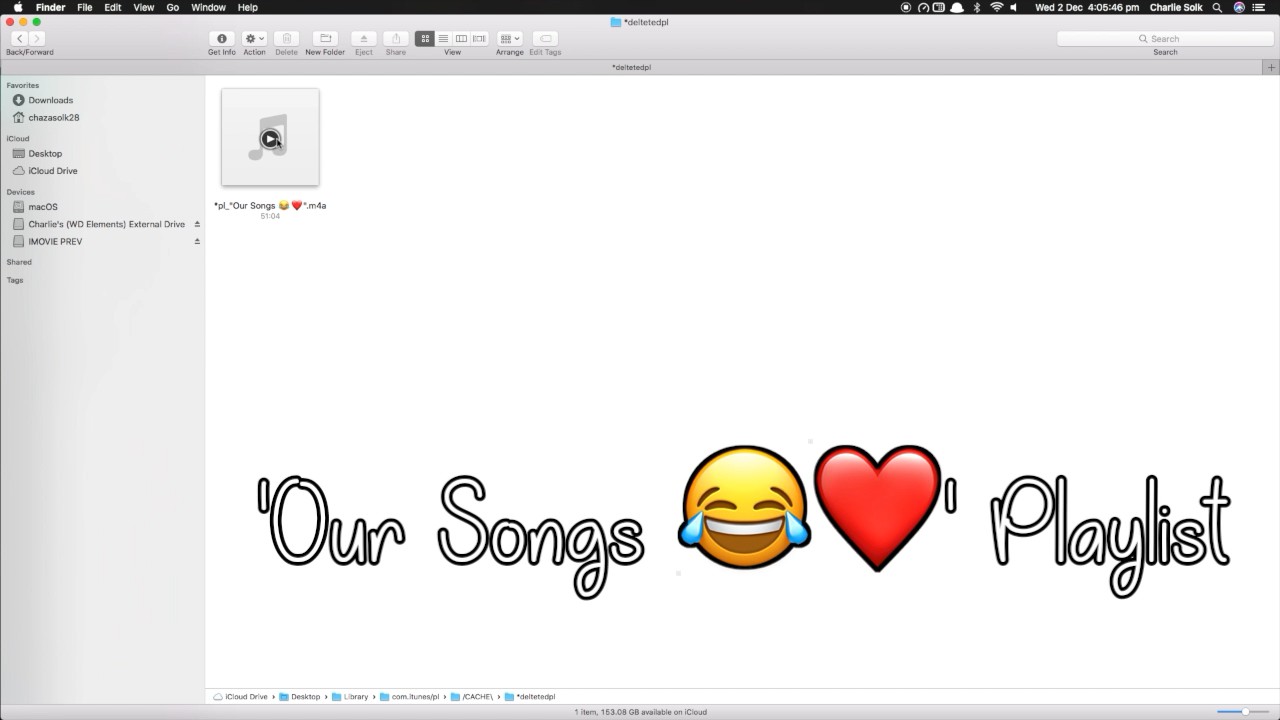 Finder File Edit View Go Window Help Wed 2 Dec 4:05:46 pm Charlie Solk
*deltetedpl
Back/Forward Get Info Action Delete New Folder Eject Share View Arrange Edit Tags Search
Search
*deltetedpl
Favorites
Downloads
chazasolk28
iCloud
Desktop
iCloud Drive
Devices
macOS
Charlie's (WD Elements) External Drive
IMOVIE PREV
Shared
Tags
*pl_"Our Songs 😂❤️".m4a
51:04
'Our Songs 😂❤️' Playlist
iCloud Drive › Desktop › Library › com.itunes/pl › /CACHE\ › *deltetedpl
1 item, 153.08 GB available on iCloud